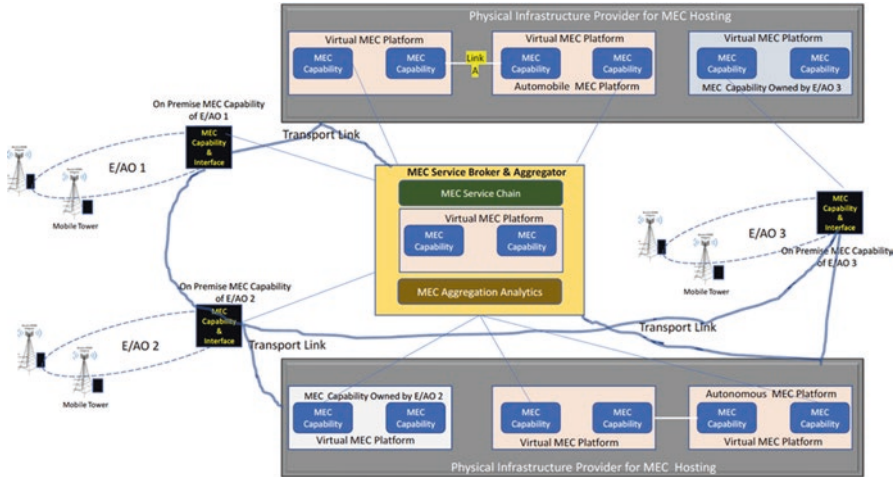 Physical Infrastructure Provider for MEC Hosting
Virtual MEC Platform
MEC
Capability
MEC
Capability
Link
A
Virtual MEC Platform
MEC
Capability
MEC
Capability
Automobile MEC Platform
Virtual MEC Platform
MEC
Capability
MEC
Capability
MEC Capability Owned by E/AO 3
On Premise MEC Capability
of E/AO 1
MEC
Capability
&
Interface
Transport Link
E/AO 1
Mobile Tower
MEC Service Broker & Aggregator
MEC Service Chain
Virtual MEC Platform
MEC
Capability
MEC
Capability
MEC Aggregation Analytics
MEC
Capability
& Interface
E/AO 3
On Premise MEC Capability
of E/AO 3
Mobile Tower
On Premise MEC Capability
of E/AO 2
MEC
Capability
&
Interface
Transport Link
Transport Link
E/AO 2
Mobile Tower
MEC Capability Owned by E/AO 2
MEC
Capability
MEC
Capability
Virtual MEC Platform
MEC
Capability
MEC
Capability
Virtual MEC Platform
Autonomous MEC Platform
MEC
Capability
MEC
Capability
Virtual MEC Platform
Physical Infrastructure Provider for MEC Hosting